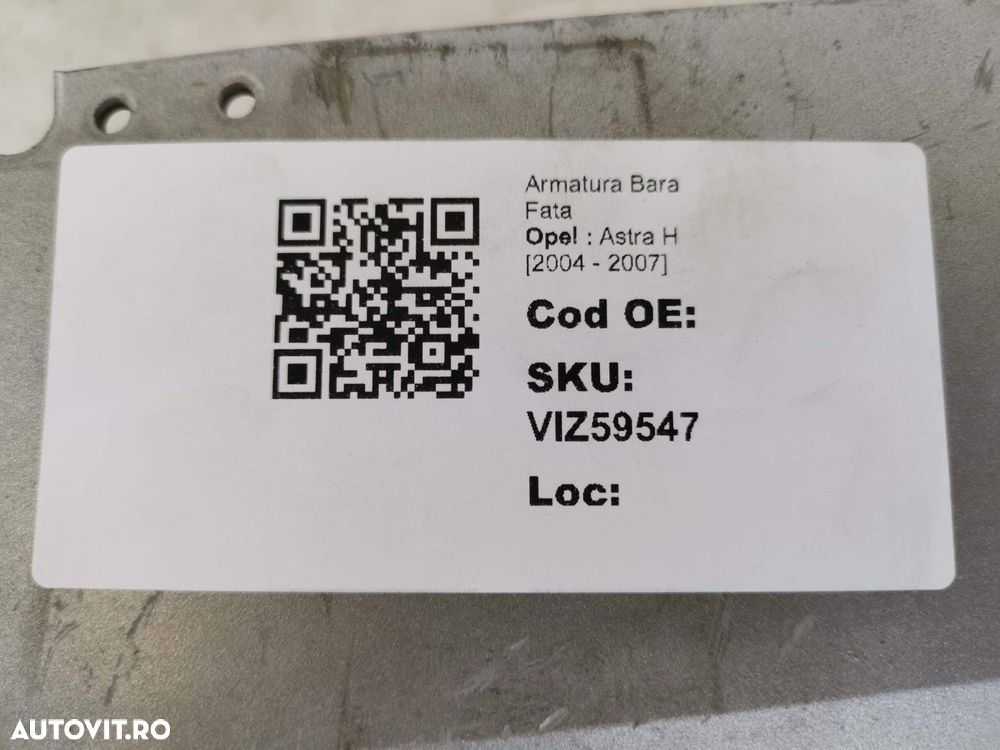 Armatura Bara
Fata
Opel : Astra H
[2004 - 2007]
Cod OE:
SKU:
VIZ59547
Loc:
AUTOVIT.RO